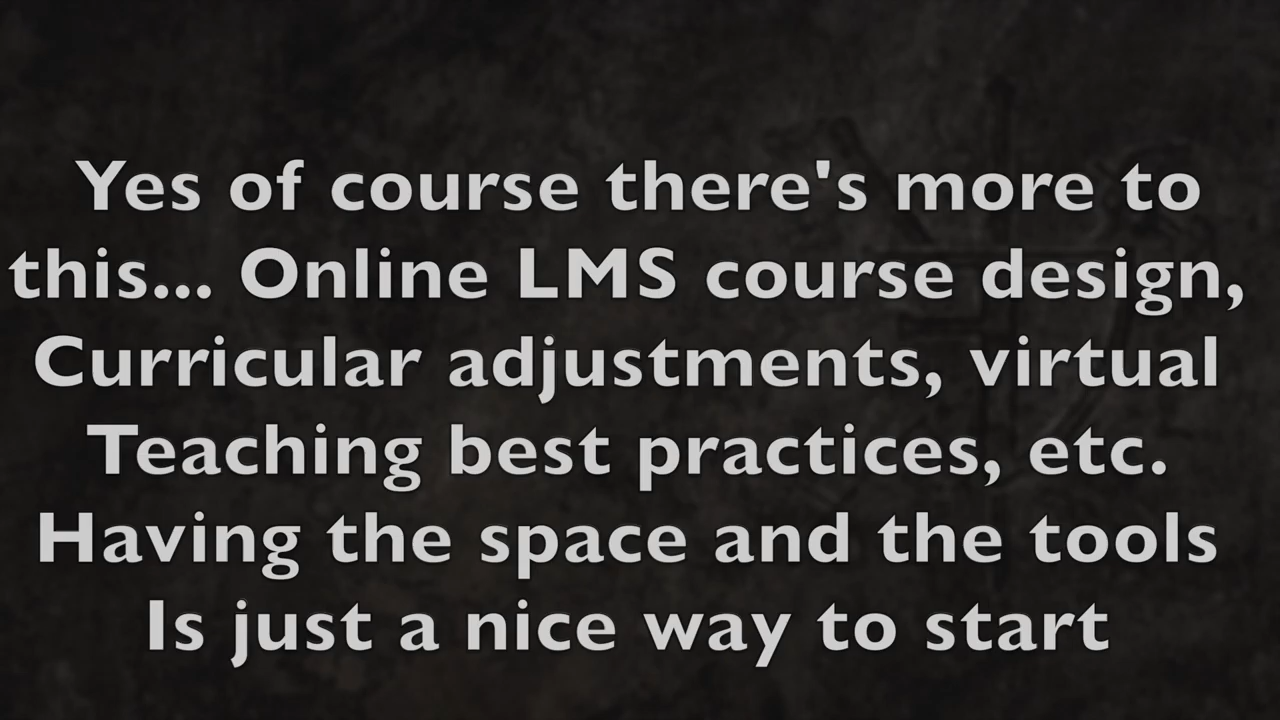 Yes of course there's more to
this... Online LMS course design,
Curricular adjustments, virtual
Teaching best practices, etc.
Having the space and the tools
Is just a nice way to start